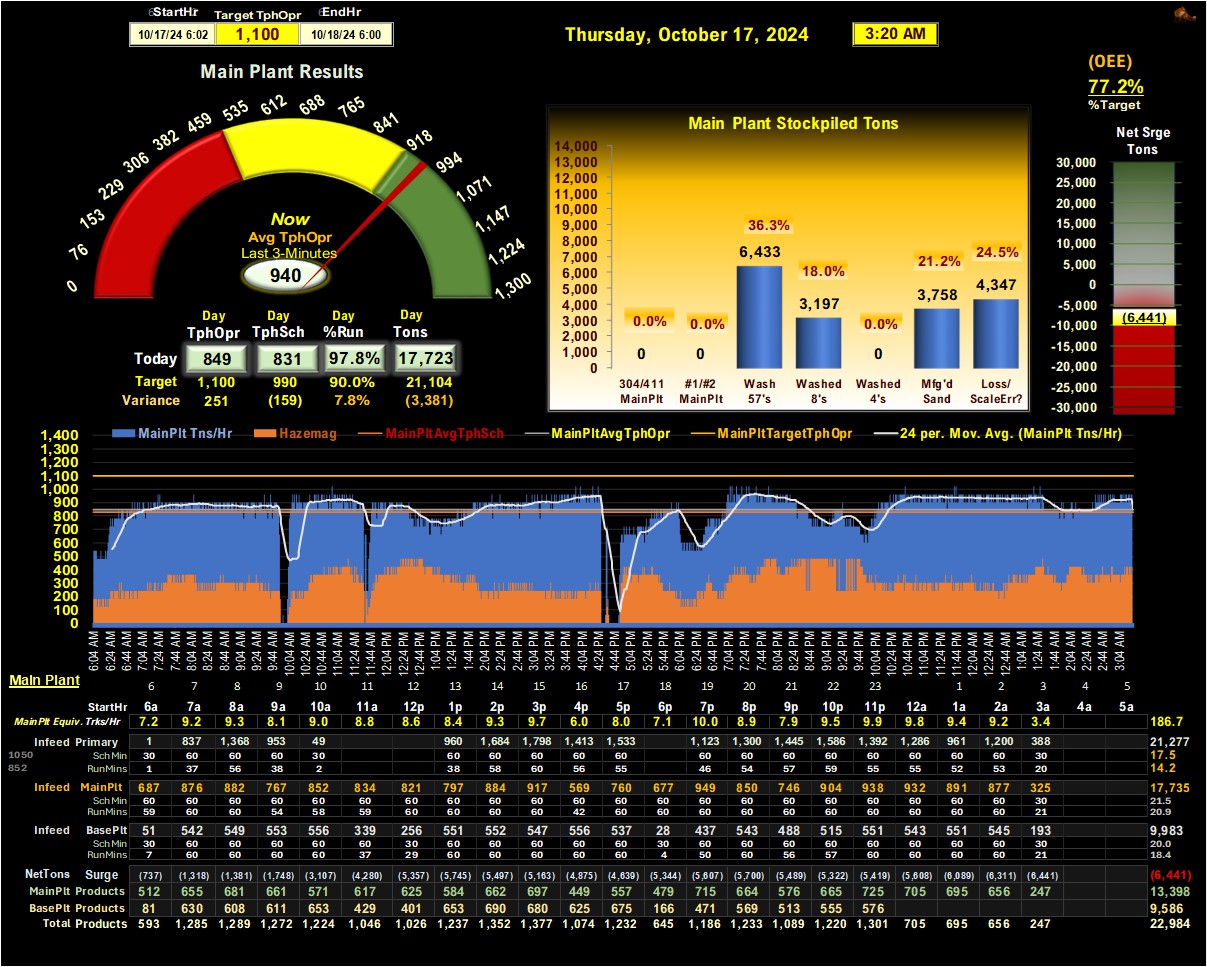 StartHr Target TphOpr EndHr
10/17/24 6:02 1,100 10/18/24 6:00
Thursday, October 17, 2024 3:20 AM
(OEE)
77.2%
%Target
Main Plant Results
0 76 153 229 306 382 459 535 612 688 765 841 918 994 1,071 1,147 1,224 1,300
Now
Avg TphOpr
Last 3-Minutes
940
Day Day Day Day
TphOpr TphSch %Run Tons
Today 849 831 97.8% 17,723
Target 1,100 990 90.0% 21,104
Variance 251 (159) 7.8% (3,381)
Main Plant Stockpiled Tons
14,000
13,000
12,000
11,000
10,000
9,000
8,000
7,000
6,000
5,000
4,000
3,000
2,000
1,000
0
0.0% 0.0% 36.3% 18.0% 0.0% 21.2% 24.5%
0 0 6,433 3,197 0 3,758 4,347
304/411 #1/#2 Wash Washed Washed Mfg'd Loss/
MainPlt MainPlt 57's 8's 4's Sand ScaleErr?
Net Srge
Tons
30,000
25,000
20,000
15,000
10,000
5,000
0
-5,000
(6,441)
-10,000
-15,000
-20,000
-25,000
-30,000
MainPlt Tns/Hr Hazemag MainPltAvgTphSch MainPltAvgTphOpr MainPltTargetTphOpr 24 per. Mov. Avg. (MainPlt Tns/Hr)
1,400
1,300
1,200
1,100
1,000
900
800
700
600
500
400
300
200
100
0
6:04 AM 6:24 AM 6:44 AM 7:04 AM 7:24 AM 7:44 AM 8:04 AM 8:24 AM 8:44 AM 9:04 AM 9:24 AM 9:44 AM 10:04 AM 10:24 AM 10:44 AM 11:04 AM 11:24 AM 11:44 AM 12:04 PM 12:24 PM 12:44 PM 1:04 PM 1:24 PM 1:44 PM 2:04 PM 2:24 PM 2:44 PM 3:04 PM 3:24 PM 3:44 PM 4:04 PM 4:24 PM 4:44 PM 5:04 PM 5:24 PM 5:44 PM 6:04 PM 6:24 PM 6:44 PM 7:04 PM 7:24 PM 7:44 PM 8:04 PM 8:24 PM 8:44 PM 9:04 PM 9:24 PM 9:44 PM 10:04 PM 10:24 PM 10:44 PM 11:04 PM 11:24 PM 11:44 PM 12:04 AM 12:24 AM 12:44 AM 1:04 AM 1:24 AM 1:44 AM 2:04 AM 2:24 AM 2:44 AM 3:04 AM
Main Plant
6 7 8 9 10 11 12 13 14 15 16 17 18 19 20 21 22 23 1 2 3 4 5
StartHr 6a 7a 8a 9a 10a 11a 12p 1p 2p 3p 4p 5p 6p 7p 8p 9p 10p 11p 12a 1a 2a 3a 4a 5a
MainPlt Equiv. Trks/Hr 7.2 9.2 9.3 8.1 9.0 8.8 8.6 8.4 9.3 9.7 6.0 8.0 7.1 10.0 8.9 7.9 9.5 9.9 9.8 9.4 9.2 3.4 186.7
Infeed Primary 1 837 1,368 953 49 960 1,684 1,798 1,413 1,533 1,123 1,300 1,445 1,586 1,392 1,286 961 1,200 388 21,277
1050 Sch Min 30 60 60 60 30 60 60 60 60 60 60 60 60 60 60 60 60 60 30 17.5
852 RunMins 1 37 56 38 2 38 58 60 56 55 46 54 57 59 55 55 52 53 20 14.2
Infeed MainPlt 687 876 882 767 852 834 821 797 884 917 569 760 677 949 850 746 904 938 932 891 877 325 17,735
Sch Min 60 60 60 60 60 60 60 60 60 60 60 60 60 60 60 60 60 60 60 60 60 30 21.5
RunMins 59 60 60 54 58 59 60 60 60 60 42 60 60 60 60 60 60 60 60 60 60 21 20.9
Infeed BasePlt 51 542 549 553 556 339 256 551 552 547 556 537 28 437 543 488 515 551 543 551 545 193 9,983
Sch Min 30 60 60 60 60 60 30 60 60 60 60 60 30 60 60 60 60 60 60 60 60 30 20.0
RunMins 7 60 60 60 60 37 29 60 60 60 60 60 4 50 60 56 57 60 60 60 60 21 18.4
NetTons Surge (737) (1,318) (1,381) (1,748) (3,107) (4,280) (5,357) (5,745) (5,497) (5,163) (4,875) (4,639) (5,344) (5,607) (5,700) (5,489) (5,322) (5,419) (5,608) (6,089) (6,311) (6,441) (6,441)
MainPlt Products 512 655 681 661 571 617 625 584 662 697 449 557 479 715 664 576 665 725 705 695 656 247 13,398
BasePlt Products 81 630 608 611 653 429 401 653 690 680 625 675 166 471 569 513 555 576 9,586
Total Products 593 1,285 1,289 1,272 1,224 1,046 1,026 1,237 1,352 1,377 1,074 1,232 645 1,186 1,233 1,089 1,220 1,301 705 695 656 247 22,984